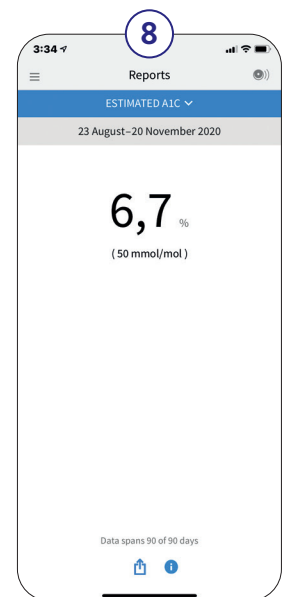 8
3:34
Reports
ESTIMATED A1C
23 August–20 November 2020
6,7 %
( 50 mmol/mol )
Data spans 90 of 90 days
i